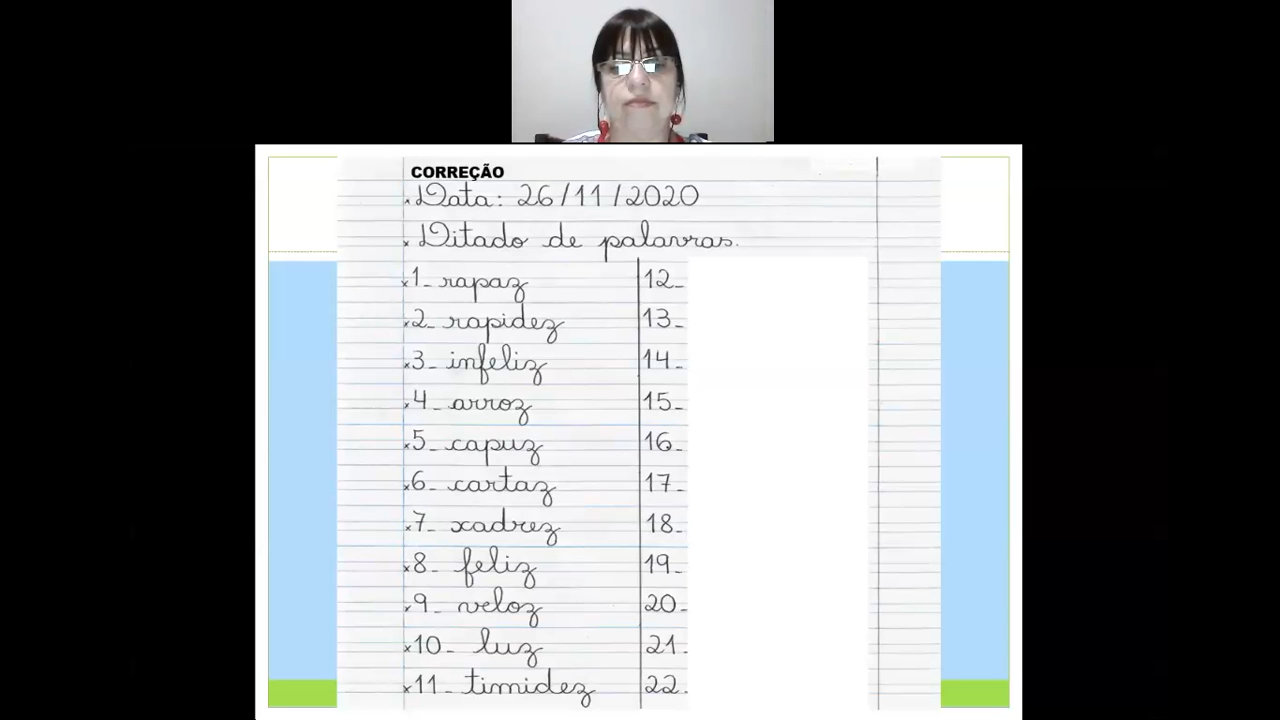 CORREÇÃO
Data: 26/11/2020
Ditado de palavras.
1- rapaz
2- rapidez
3- infeliz
4- arroz
5- capuz
6- cartaz
7- xadrez
8- feliz
9- veloz
10- luz
11- timidez
12-
13-
14-
15-
16-
17-
18-
19-
20-
21-
22-